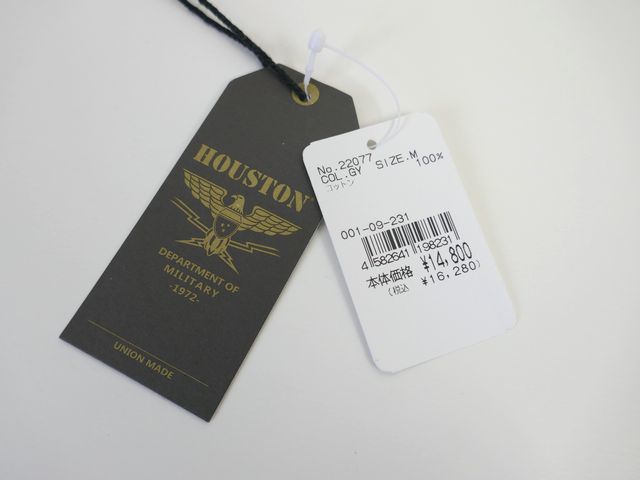 HOUSTON
DEPARTMENT OF
MILITARY
-1972-
UNION MADE
No.22077
COL.GY SIZE.M
コットン 100%
001-09-231
4 582641 198231
本体価格 ¥14,800
(税込 ¥16,280)